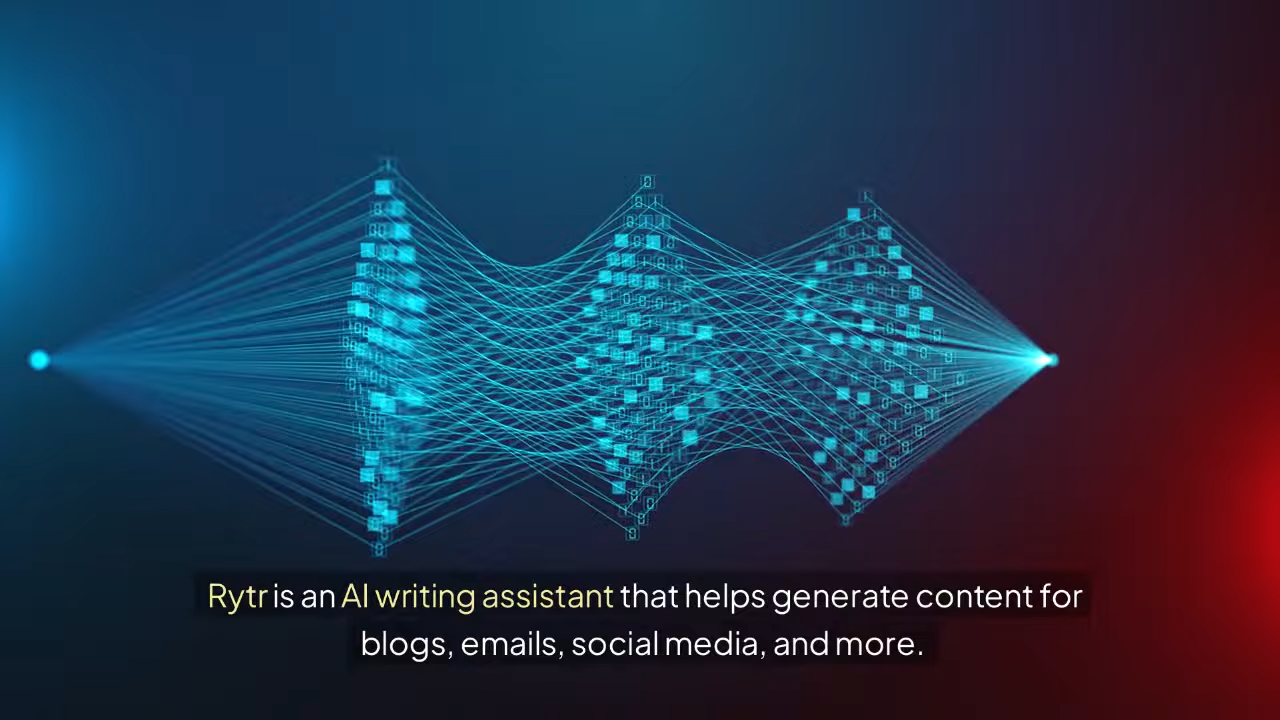 Rytr is an AI writing assistant that helps generate content for
blogs, emails, social media, and more.